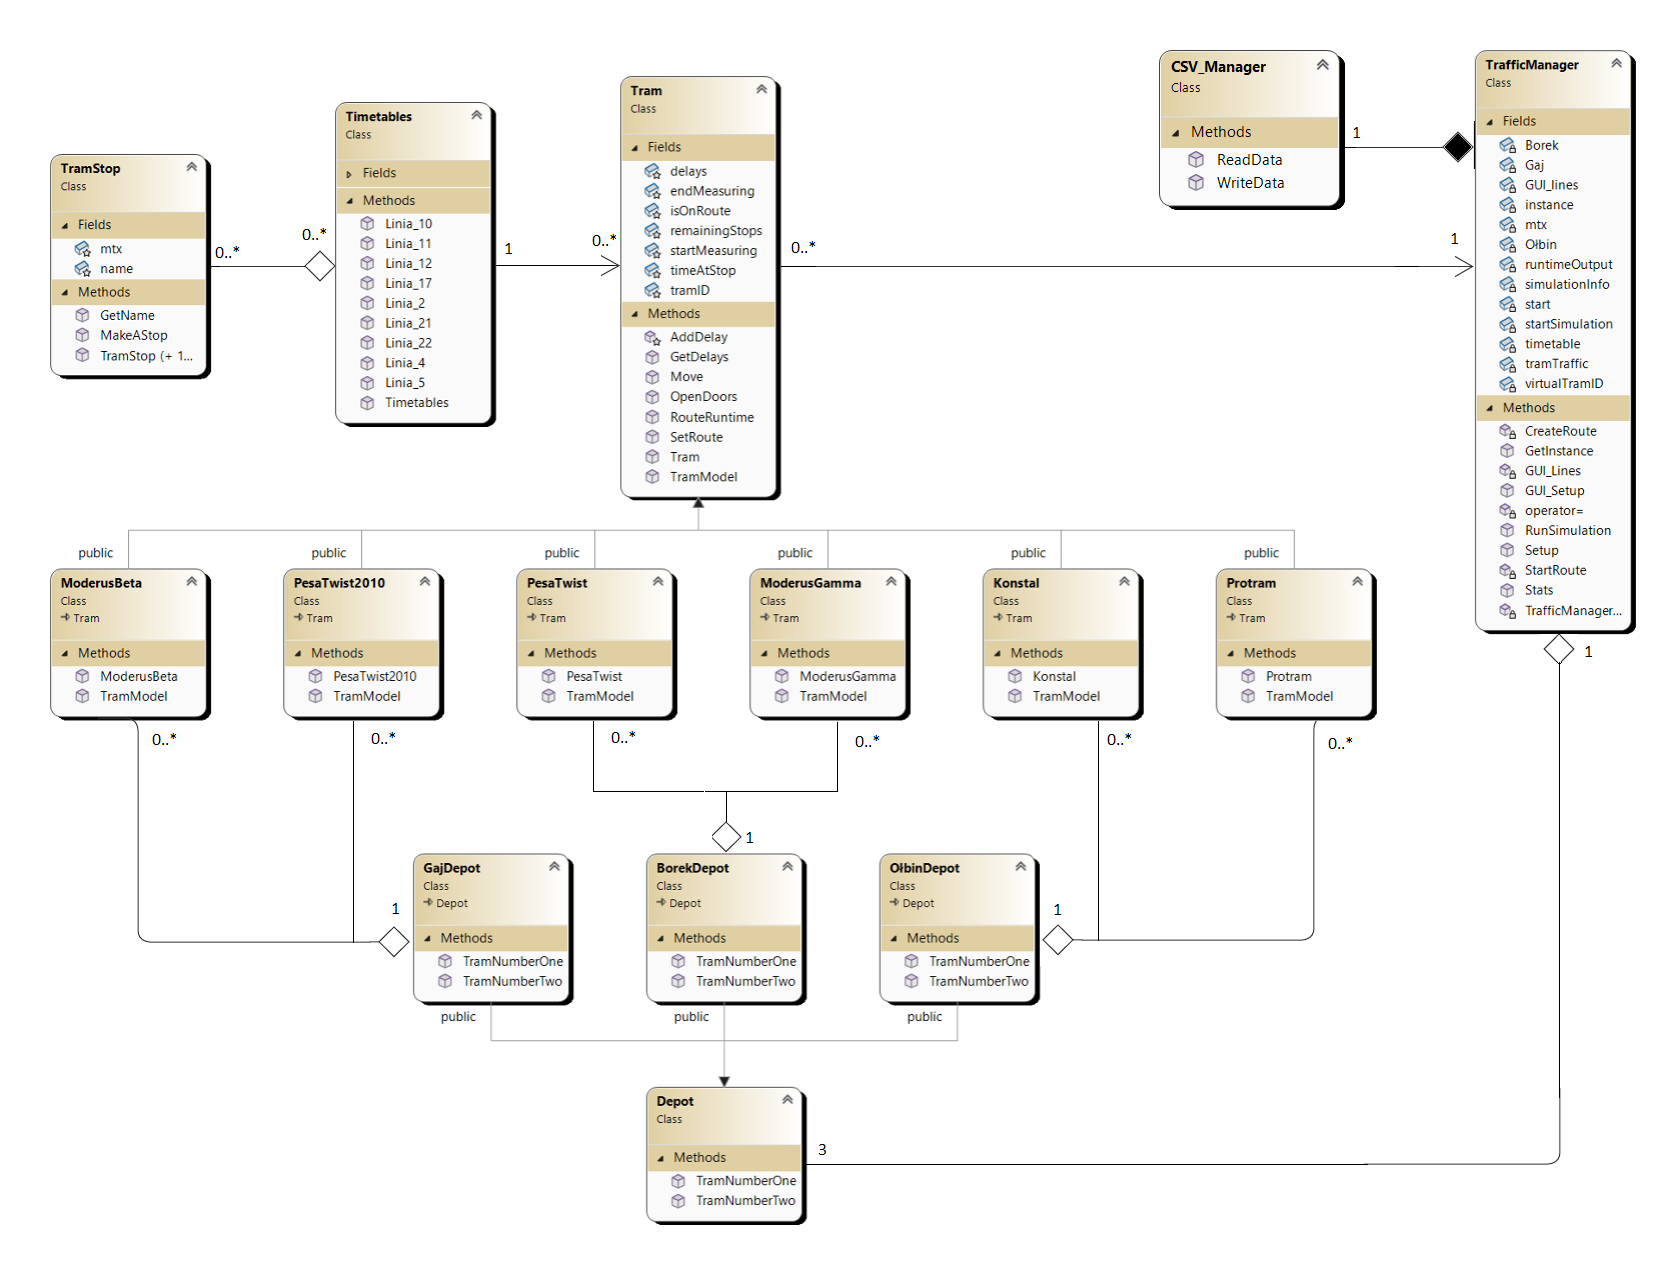 TramStop
Class
Fields
mtx
name
Methods
GetName
MakeAStop
TramStop (+ 1...
0..*
0..*
Timetables
Class
Fields
Methods
Linia_10
Linia_11
Linia_12
Linia_17
Linia_2
Linia_21
Linia_22
Linia_4
Linia_5
Timetables
1
0..*
Tram
Class
Fields
delays
endMeasuring
isOnRoute
remainingStops
startMeasuring
timeAtStop
tramID
Methods
AddDelay
GetDelays
Move
OpenDoors
RouteRuntime
SetRoute
Tram
TramModel
0..*
1
CSV_Manager
Class
Methods
ReadData
WriteData
1
TrafficManager
Class
Fields
Borek
Gaj
GUI_lines
instance
mtx
Ołbin
runtimeOutput
simulationInfo
start
startSimulation
timetable
tramTraffic
virtualTramID
Methods
CreateRoute
GetInstance
GUI_Lines
GUI_Setup
operator=
RunSimulation
Setup
StartRoute
Stats
TrafficManager...
1
public
ModerusBeta
Class
Tram
Methods
ModerusBeta
TramModel
0..*
public
PesaTwist2010
Class
Tram
Methods
PesaTwist2010
TramModel
0..*
public
PesaTwist
Class
Tram
Methods
PesaTwist
TramModel
0..*
public
ModerusGamma
Class
Tram
Methods
ModerusGamma
TramModel
0..*
public
Konstal
Class
Tram
Methods
Konstal
TramModel
0..*
public
Protram
Class
Tram
Methods
Protram
TramModel
0..*
1
GajDepot
Class
Depot
Methods
TramNumberOne
TramNumberTwo
public
1
BorekDepot
Class
Depot
Methods
TramNumberOne
TramNumberTwo
public
OłbinDepot
Class
Depot
Methods
TramNumberOne
TramNumberTwo
public
1
Depot
Class
Methods
TramNumberOne
TramNumberTwo
3